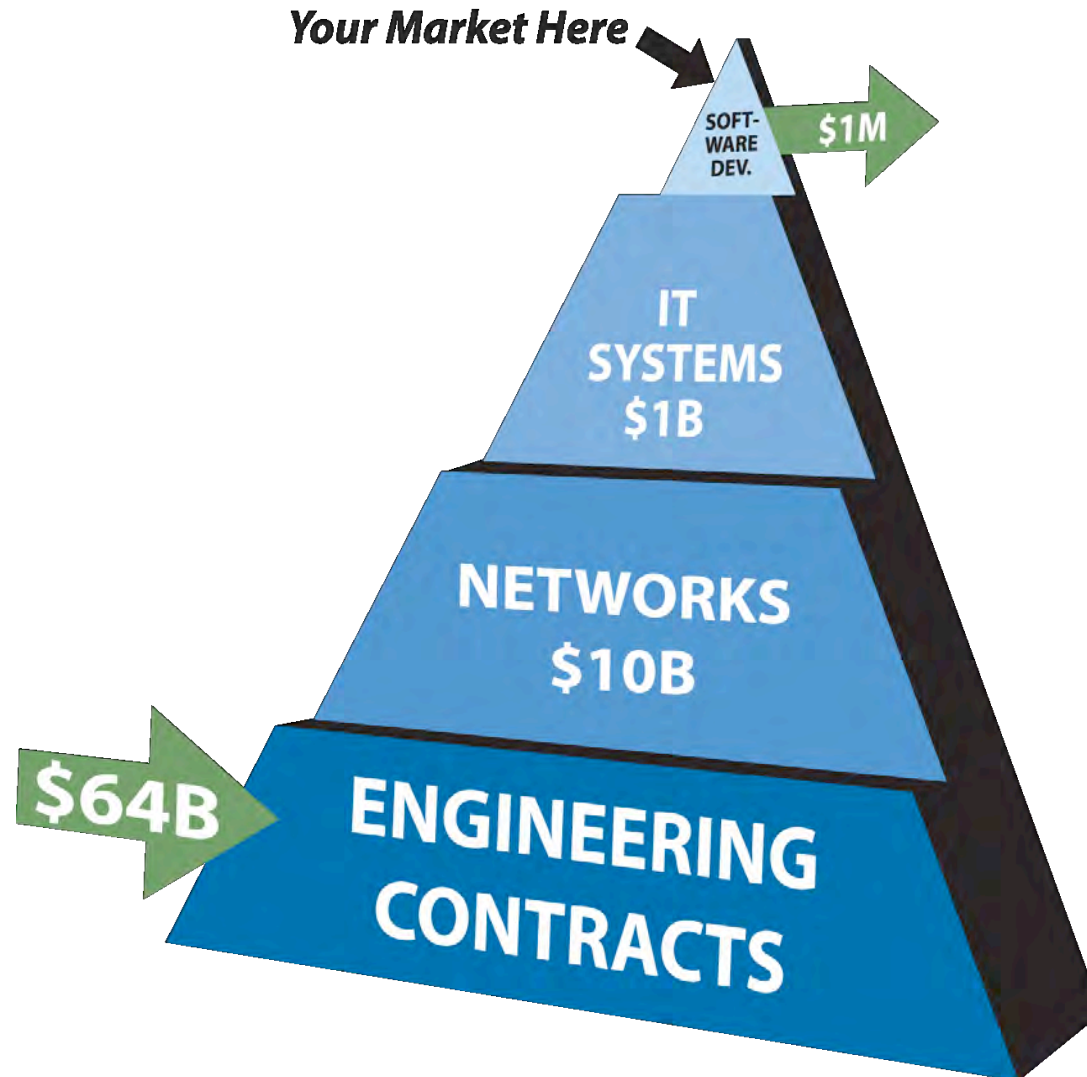 Your Market Here
SOFT-
WARE
DEV.
$1M
IT
SYSTEMS
$1B
NETWORKS
$10B
$64B
ENGINEERING
CONTRACTS